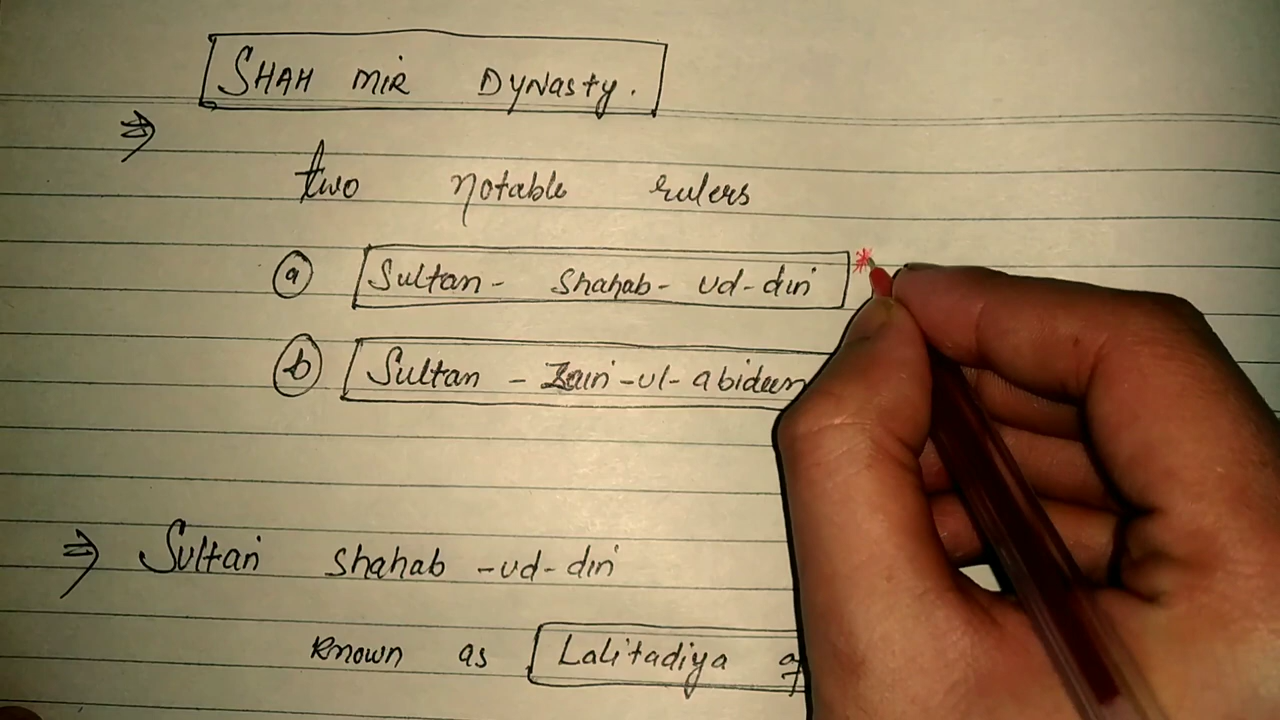 SHAH MIR DYNASTY.
⇒
two notable rulers
(a) Sultan - Shahab - ud - din *
(b) Sultan - Zain - ul - abideen
⇒ Sultan Shahab - ud - din
Known as Lalitadiya of